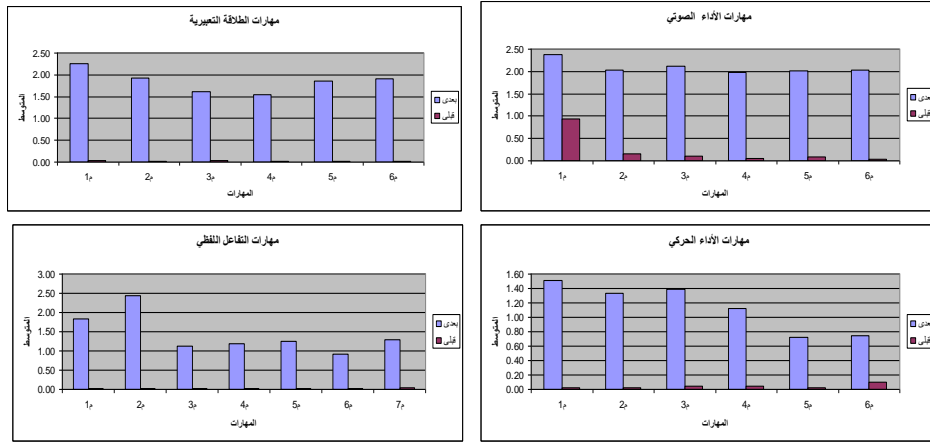 مهارات الطلاقة التعبيرية
2.50
2.00
1.50
1.00
0.50
0.00
المتوسط
م1 م2 م3 م4 م5 م6
المهارات
بعدى
قبلى
مهارات الأداء الصوتي
2.50
2.00
1.50
1.00
0.50
0.00
المتوسط
م1 م2 م3 م4 م5 م6
المهارات
بعدى
قبلى
مهارات التفاعل اللفظي
3.00
2.50
2.00
1.50
1.00
0.50
0.00
المتوسط
م1 م2 م3 م4 م5 م6 م7
المهارات
بعدى
قبلى
مهارات الأداء الحركي
1.60
1.40
1.20
1.00
0.80
0.60
0.40
0.20
0.00
المتوسط
م1 م2 م3 م4 م5 م6
المهارات
بعدى
قبلى